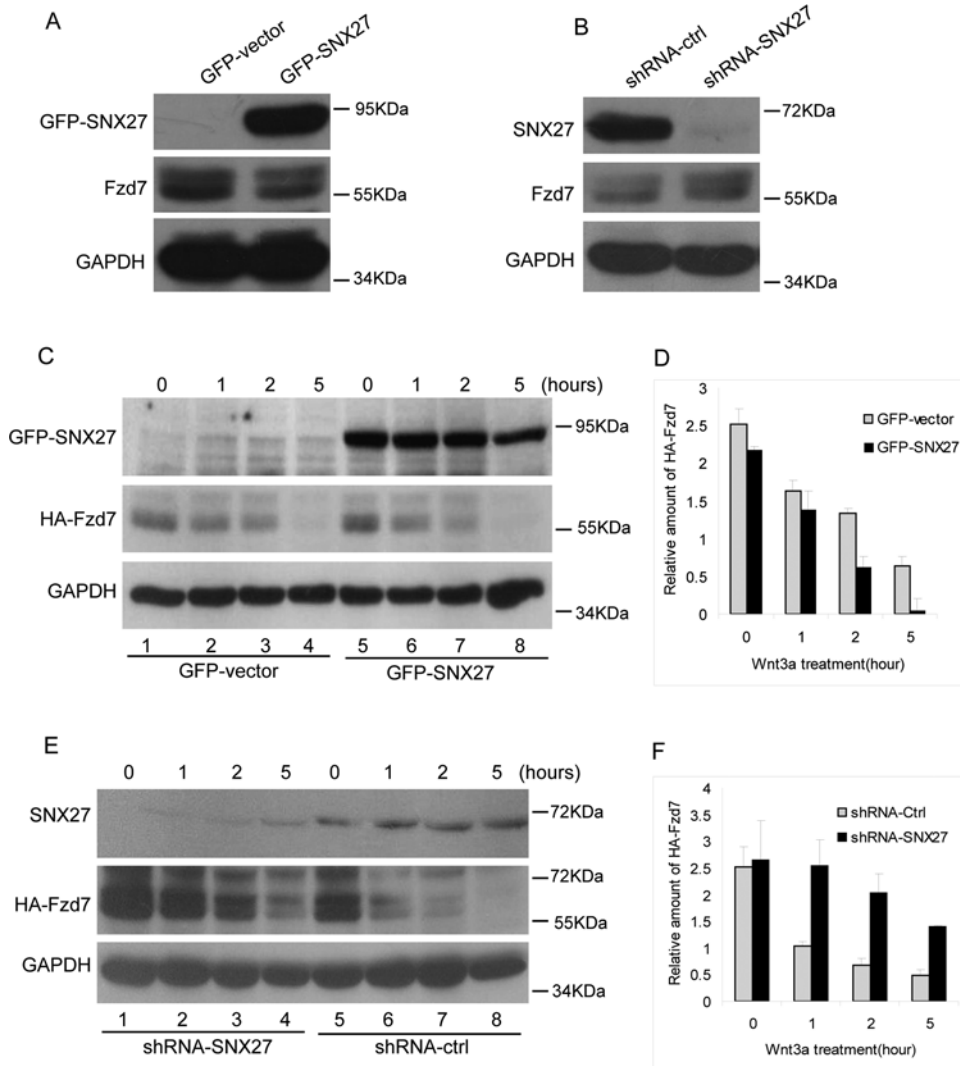 A
GFP-vector
GFP-SNX27
GFP-SNX27
95KDa
Fzd7
55KDa
GAPDH
34KDa
B
shRNA-ctrl
shRNA-SNX27
SNX27
72KDa
Fzd7
55KDa
GAPDH
34KDa
C
0 1 2 5 0 1 2 5 (hours)
GFP-SNX27
95KDa
HA-Fzd7
55KDa
GAPDH
34KDa
1 2 3 4 5 6 7 8
GFP-vector GFP-SNX27
D
Relative amount of HA-Fzd7
3
2.5
2
1.5
1
0.5
0
GFP-vector
GFP-SNX27
0 1 2 5
Wnt3a treatment(hour)
E
0 1 2 5 0 1 2 5 (hours)
SNX27
72KDa
HA-Fzd7
72KDa
55KDa
GAPDH
34KDa
1 2 3 4 5 6 7 8
shRNA-SNX27 shRNA-ctrl
F
Relative amount of HA-Fzd7
4
3.5
3
2.5
2
1.5
1
0.5
0
shRNA-Ctrl
shRNA-SNX27
0 1 2 5
Wnt3a treatment(hour)